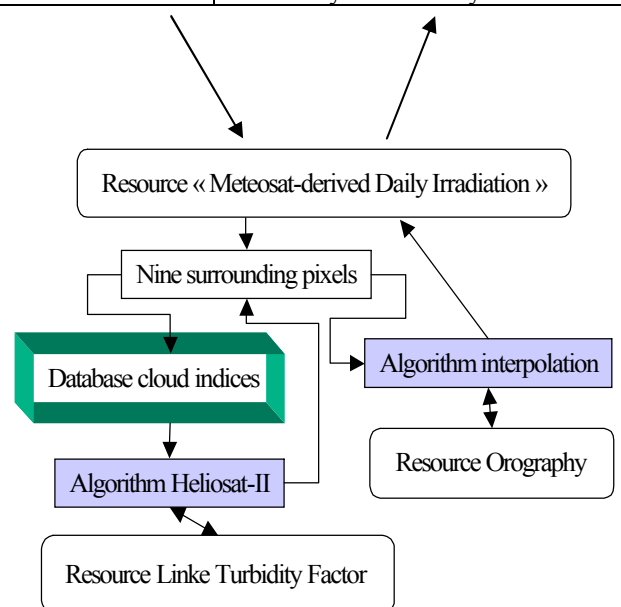 Resource « Meteosat-derived Daily Irradiation »
Nine surrounding pixels
Database cloud indices
Algorithm interpolation
Algorithm Heliosat-II
Resource Orography
Resource Linke Turbidity Factor